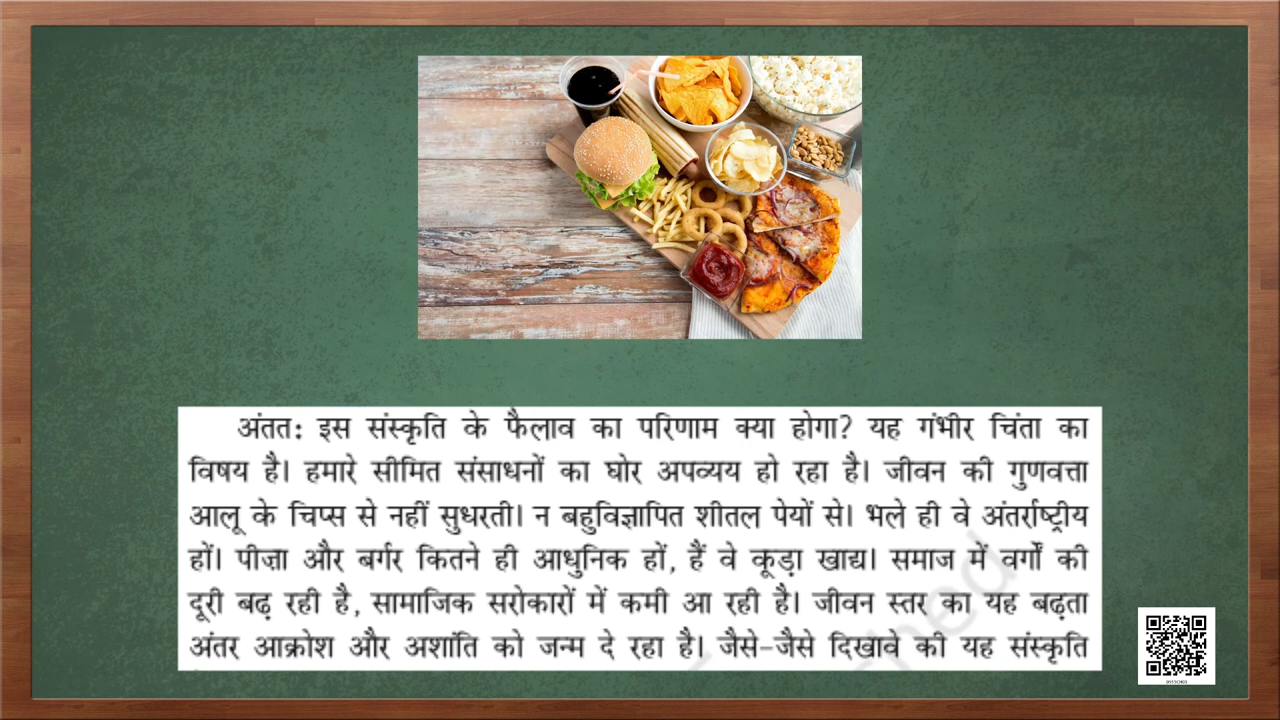 अंतत: इस संस्कृति के फैलाव का परिणाम क्या होगा? यह गंभीर चिंता का
विषय है। हमारे सीमित संसाधनों का घोर अपव्यय हो रहा है। जीवन की गुणवत्ता
आलू के चिप्स से नहीं सुधरती। न बहुविज्ञापित शीतल पेयों से। भले ही वे अंतर्राष्ट्रीय
हों। पीज़ा और बर्गर कितने ही आधुनिक हों, हैं वे कूड़ा खाद्य। समाज में वर्गों की
दूरी बढ़ रही है, सामाजिक सरोकारों में कमी आ रही है। जीवन स्तर का यह बढ़ता
अंतर आक्रोश और अशांति को जन्म दे रहा है। जैसे-जैसे दिखावे की यह संस्कृति